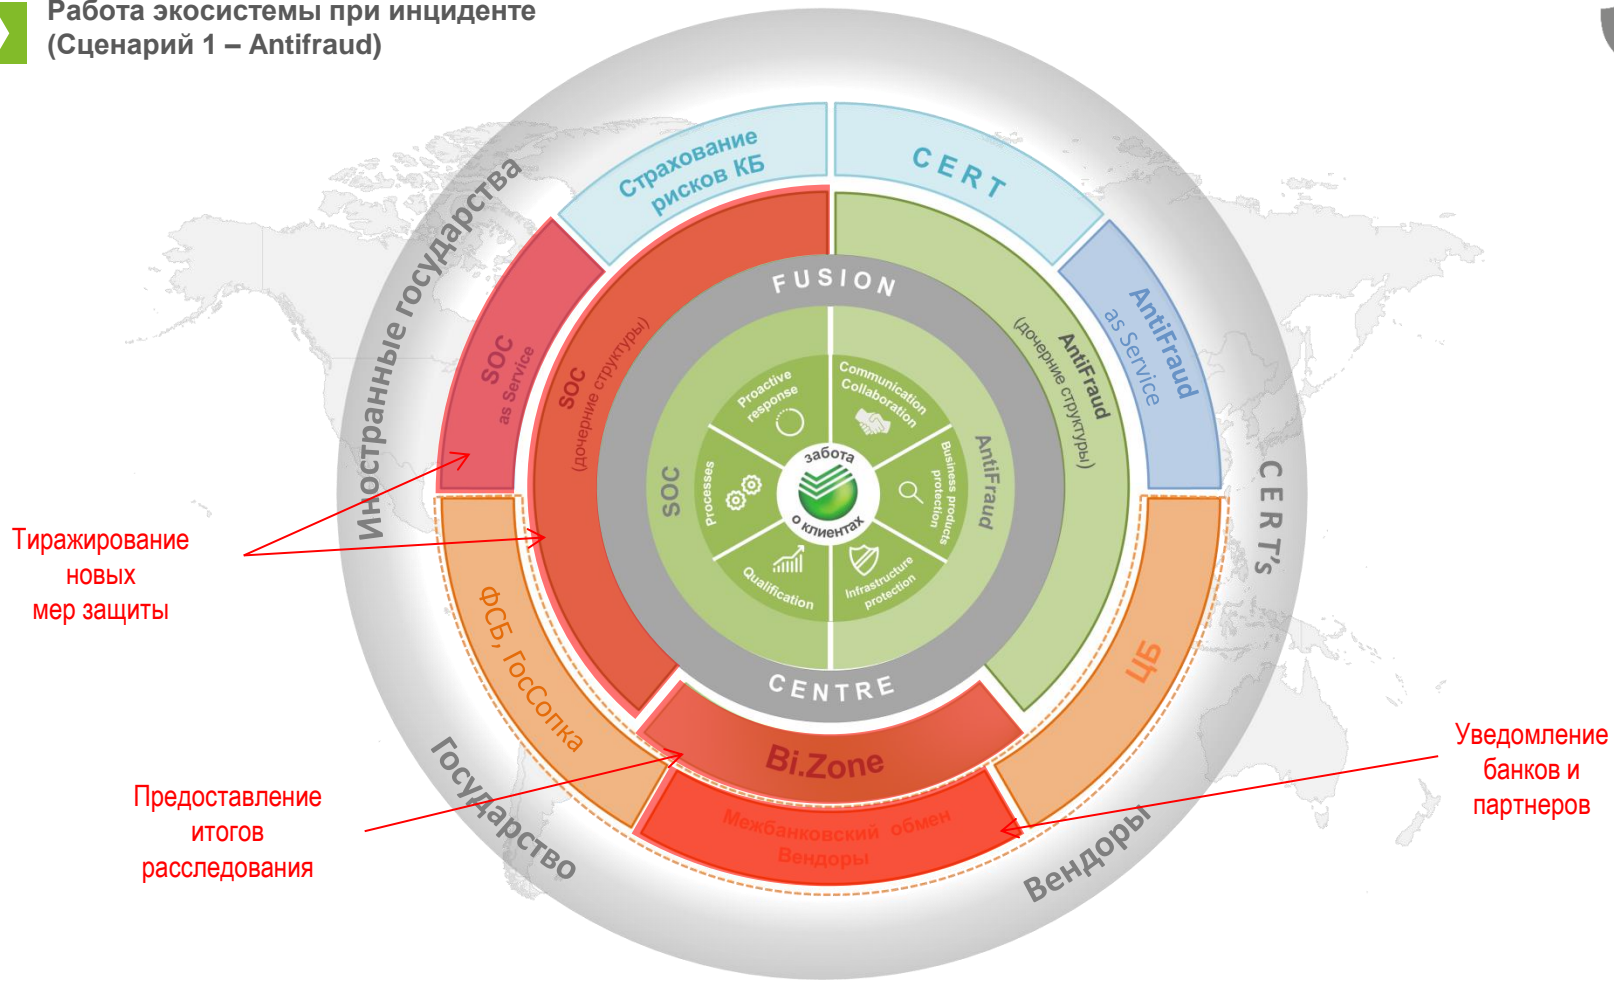 Работа экосистемы при инциденте
(Сценарий 1 – Antifraud)
Иностранные государства
CERT's
Государство
Вендоры
Страхование
рисков КБ
CERT
SOC
as Service
AntiFraud
as Service
SOC
(дочерние структуры)
AntiFraud
(дочерние структуры)
FUSION
CENTRE
SOC
AntiFraud
Proactive
response
Communication
Collaboration
Processes
Business products
protection
Qualification
Infrastructure
protection
забота
о клиентах
ФСБ, ГосСопка
ЦБ
Bi.Zone
Межбанковский обмен
Вендоры
Тиражирование
новых
мер защиты
Предоставление
итогов
расследования
Уведомление
банков и
партнеров